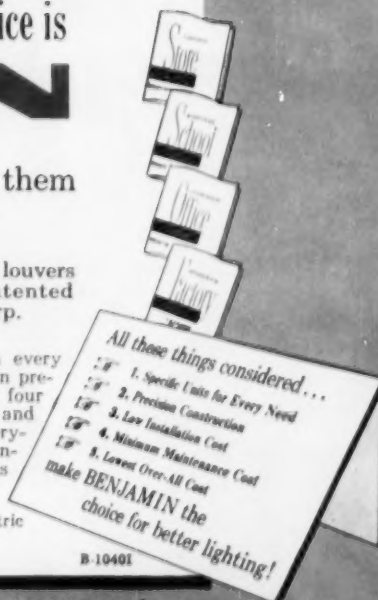 ice is
them
louvers
tented
rp.
every
n pre-
four
and
ry-
n-
s
tric
B-10401
Store
School
Office
Factory
All these things considered...
1. Specific Units for Every Need
2. Precision Construction
3. Low Installation Cost
4. Minimum Maintenance Cost
5. Lowest Over-All Cost
make BENJAMIN the
choice for better lighting!